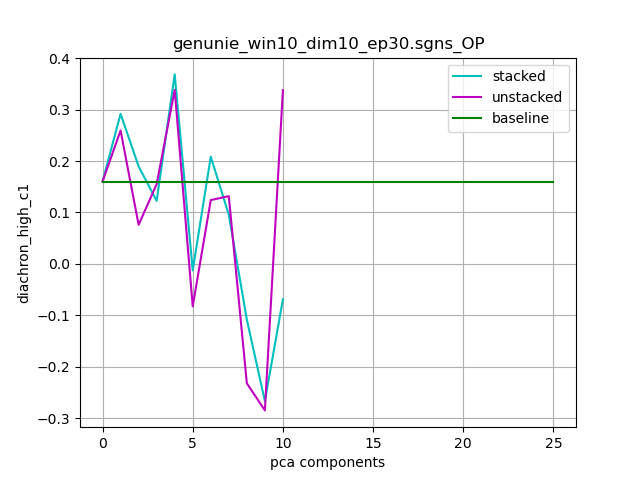 genunie_win10_dim10_ep30.sgns_OP
stacked
unstacked
baseline
diachron_high_c1
0.4
0.3
0.2
0.1
0.0
−0.1
−0.2
−0.3
0 5 10 15 20 25
pca components